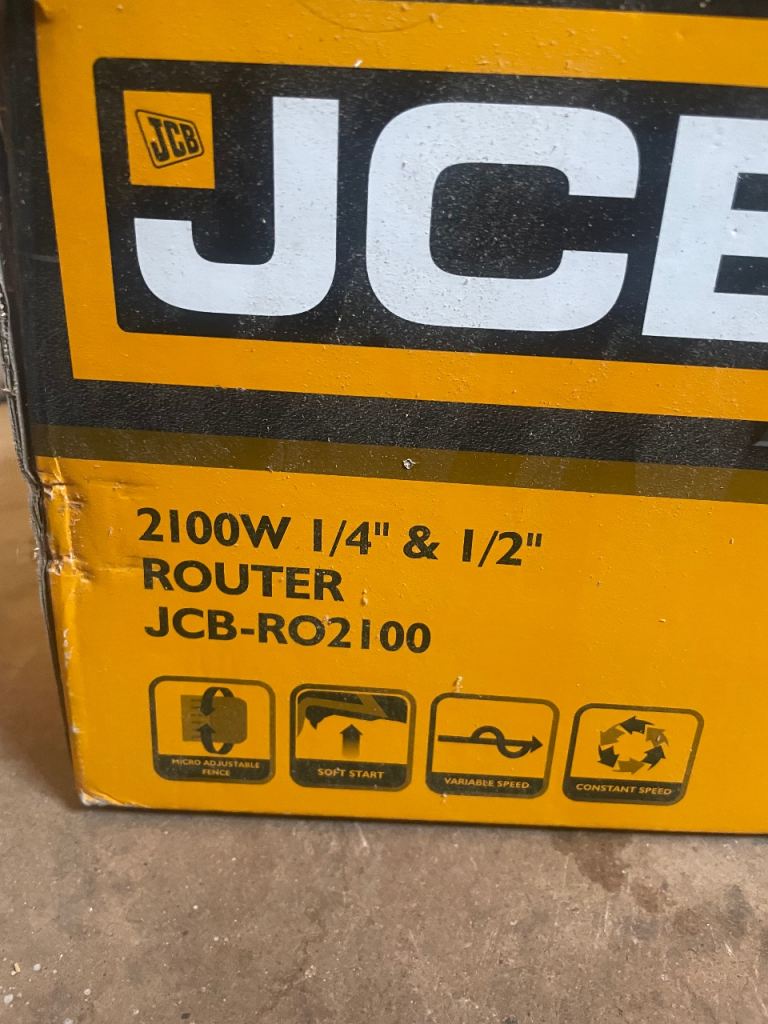 JCB
JCB
2100W 1/4" & 1/2"
ROUTER
JCB-RO2100
MICRO ADJUSTABLE
FENCE
SOFT START
VARIABLE SPEED
CONSTANT SPEED